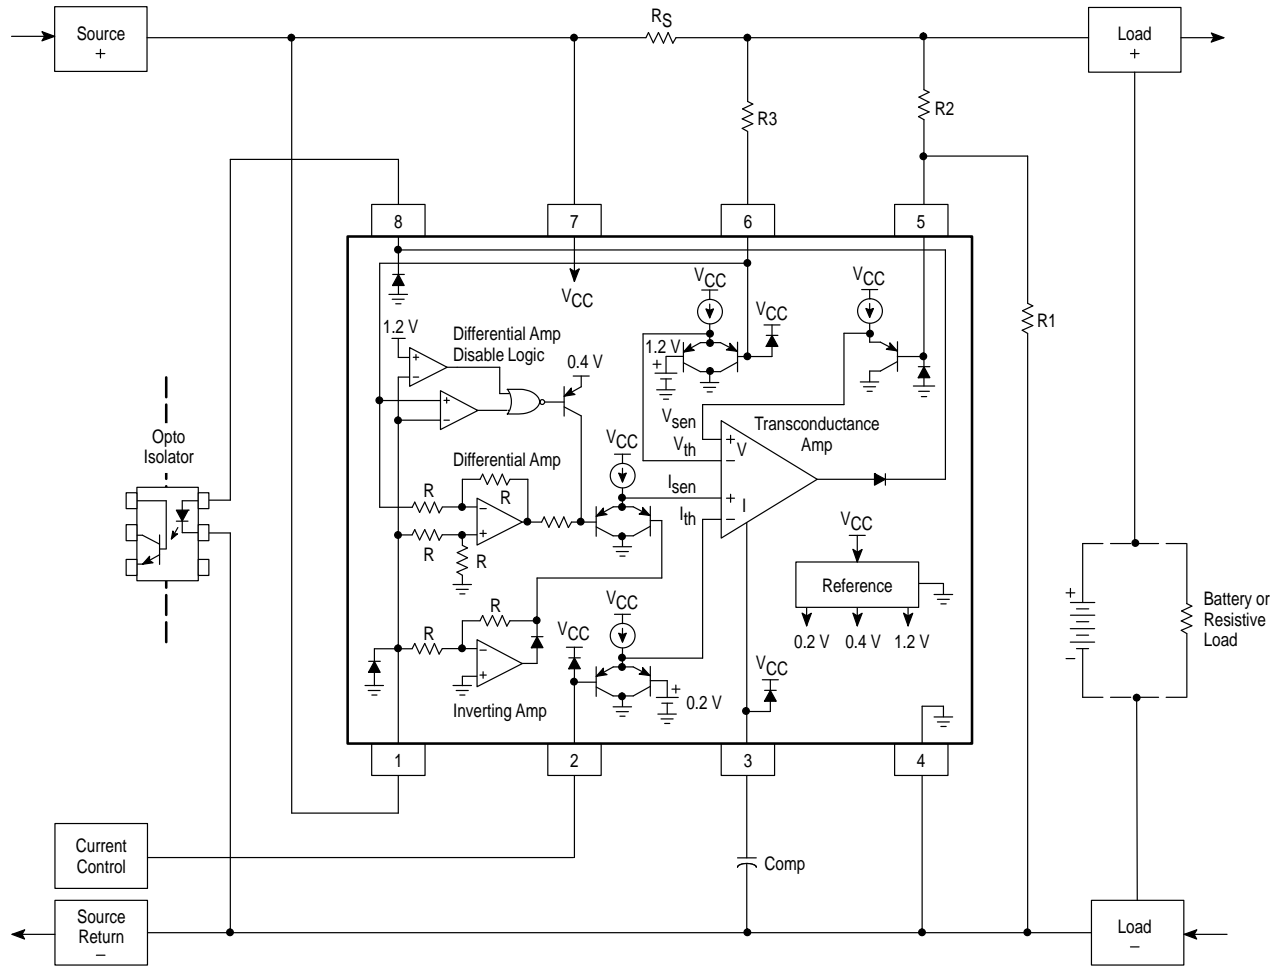 Source
+
RS
Load
+
R3
R2
8
7
6
5
VCC
VCC
VCC
VCC
1.2 V
Differential Amp
Disable Logic
0.4 V
1.2 V
+
R1
+
−
+
−
Vsen
Vth
Isen
Ith
+
−
V
+
−
I
Transconductance
Amp
Opto
Isolator
Differential Amp
VCC
R
R
−
+
R
R
VCC
Reference
0.2 V
0.4 V
1.2 V
+
−
Battery or
Resistive
Load
R
R
−
+
Inverting Amp
VCC
VCC
+
0.2 V
VCC
1
2
3
4
Current
Control
Comp
Source
Return
−
Load
−